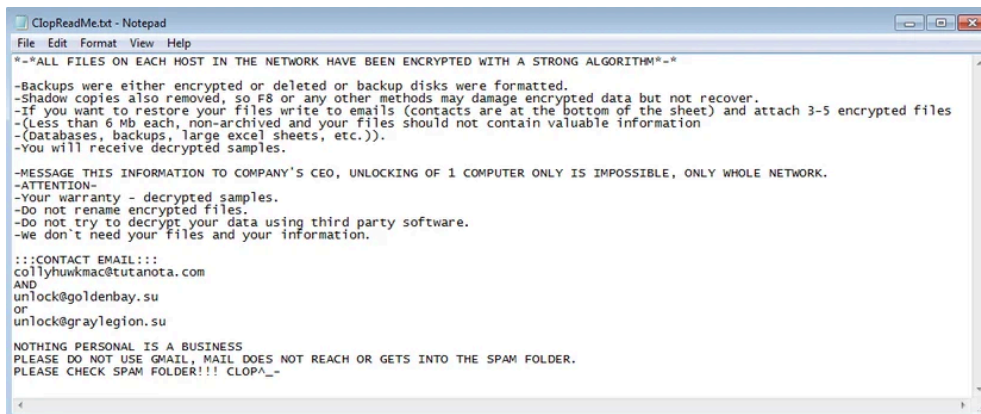 ClopReadMe.txt - Notepad
File Edit Format View Help
*-*ALL FILES ON EACH HOST IN THE NETWORK HAVE BEEN ENCRYPTED WITH A STRONG ALGORITHM*-*
-Backups were either encrypted or deleted or backup disks were formatted.
-Shadow copies also removed, so F8 or any other methods may damage encrypted data but not recover.
-If you want to restore your files write to emails (contacts are at the bottom of the sheet) and attach 3-5 encrypted files
-(Less than 6 Mb each, non-archived and your files should not contain valuable information
-(Databases, backups, large excel sheets, etc.)).
-You will receive decrypted samples.
-MESSAGE THIS INFORMATION TO COMPANY'S CEO, UNLOCKING OF 1 COMPUTER ONLY IS IMPOSSIBLE, ONLY WHOLE NETWORK.
-ATTENTION-
-Your warranty - decrypted samples.
-Do not rename encrypted files.
-Do not try to decrypt your data using third party software.
-We don`t need your files and your information.
:::CONTACT EMAIL:::
collyhuwkmac@tutanota.com
AND
unlock@goldenbay.su
or
unlock@graylegion.su
NOTHING PERSONAL IS A BUSINESS
PLEASE DO NOT USE GMAIL, MAIL DOES NOT REACH OR GETS INTO THE SPAM FOLDER.
PLEASE CHECK SPAM FOLDER!!! CLOP^_-